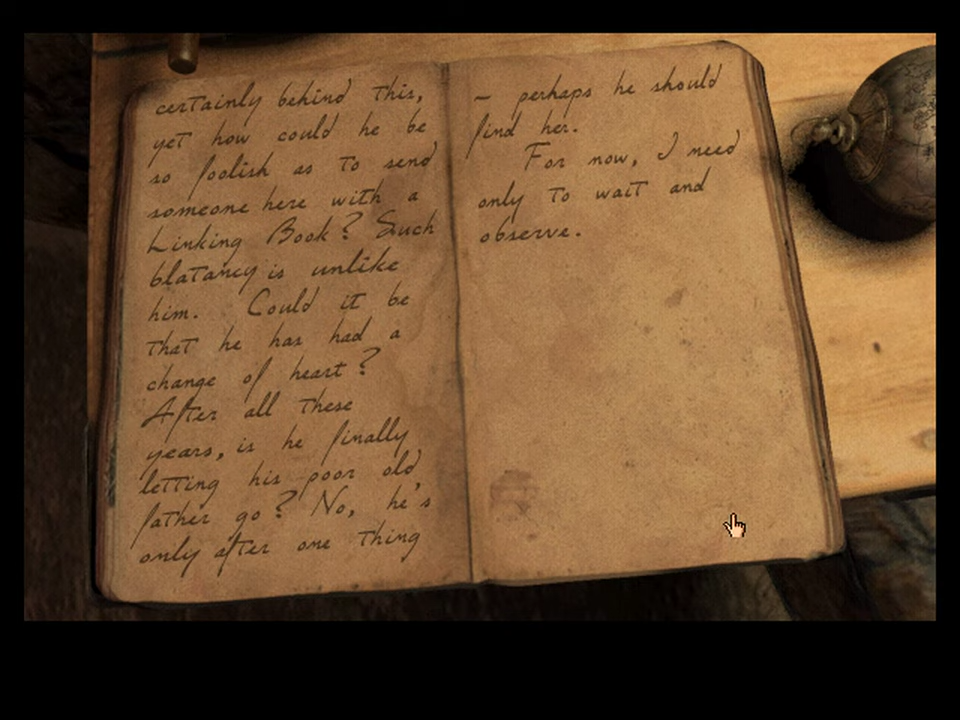 certainly behind this,
yet how could he be
so foolish as to send
someone here with a
Linking Book? Such
blatancy is unlike
him. Could it be
that he has had a
change of heart?
After all these
years, is he finally
letting his poor old
father go? No, he's
only after one thing
- perhaps he should
find her.
For now, I need
only to wait and
observe.